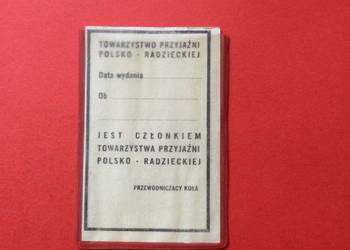 TOWARZYSTWO PRZYJAŹNI
POLSKO - RADZIECKIEJ
Data wydania
Ob
JEST CZŁONKIEM
TOWARZYSTWA PRZYJAŹNI
POLSKO - RADZIECKIEJ
PRZEWODNICZĄCY KOŁA